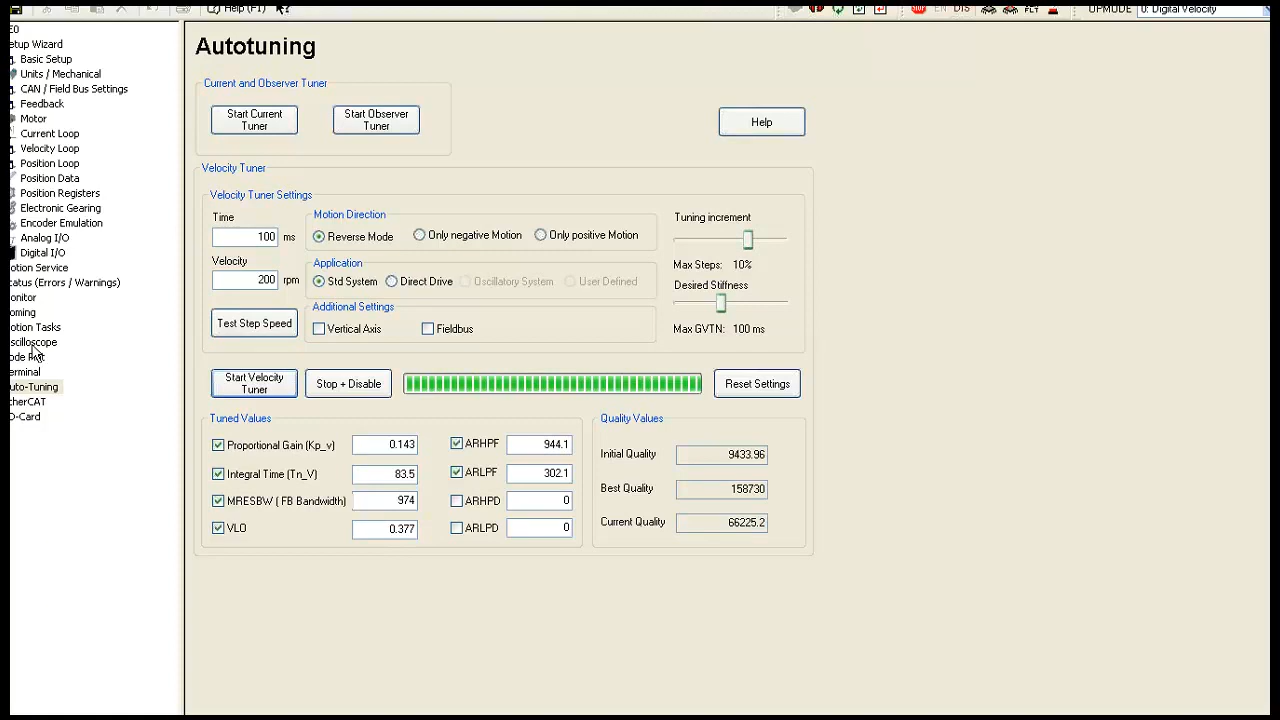 Help (F1)
EN
DIS
OPMODE
0: Digital Velocity
E0
etup Wizard
Basic Setup
Units / Mechanical
CAN / Field Bus Settings
Feedback
Motor
Current Loop
Velocity Loop
Position Loop
Position Data
Position Registers
Electronic Gearing
Encoder Emulation
Analog I/O
Digital I/O
otion Service
tatus (Errors / Warnings)
onitor
oming
otion Tasks
scilloscope
erminal
uto-Tuning
therCAT
O-Card
Autotuning
Current and Observer Tuner
Start Current
Tuner
Start Observer
Tuner
Help
Velocity Tuner
Velocity Tuner Settings
Time
100 ms
Velocity
200 rpm
Test Step Speed
Motion Direction
Reverse Mode
Only negative Motion
Only positive Motion
Application
Std System
Direct Drive
Oscillatory System
User Defined
Additional Settings
Vertical Axis
Fieldbus
Tuning increment
Max Steps: 10%
Desired Stiffness
Max GVTN: 100 ms
Start Velocity
Tuner
Stop + Disable
Reset Settings
Tuned Values
Proportional Gain (Kp_v) 0.143
Integral Time (Tn_V) 83.5
MRESBW ( FB Bandwidth) 974
VLO 0.377
ARHPF 944.1
ARLPF 302.1
ARHPD 0
ARLPD 0
Quality Values
Initial Quality 9433.96
Best Quality 158730
Current Quality 66225.2